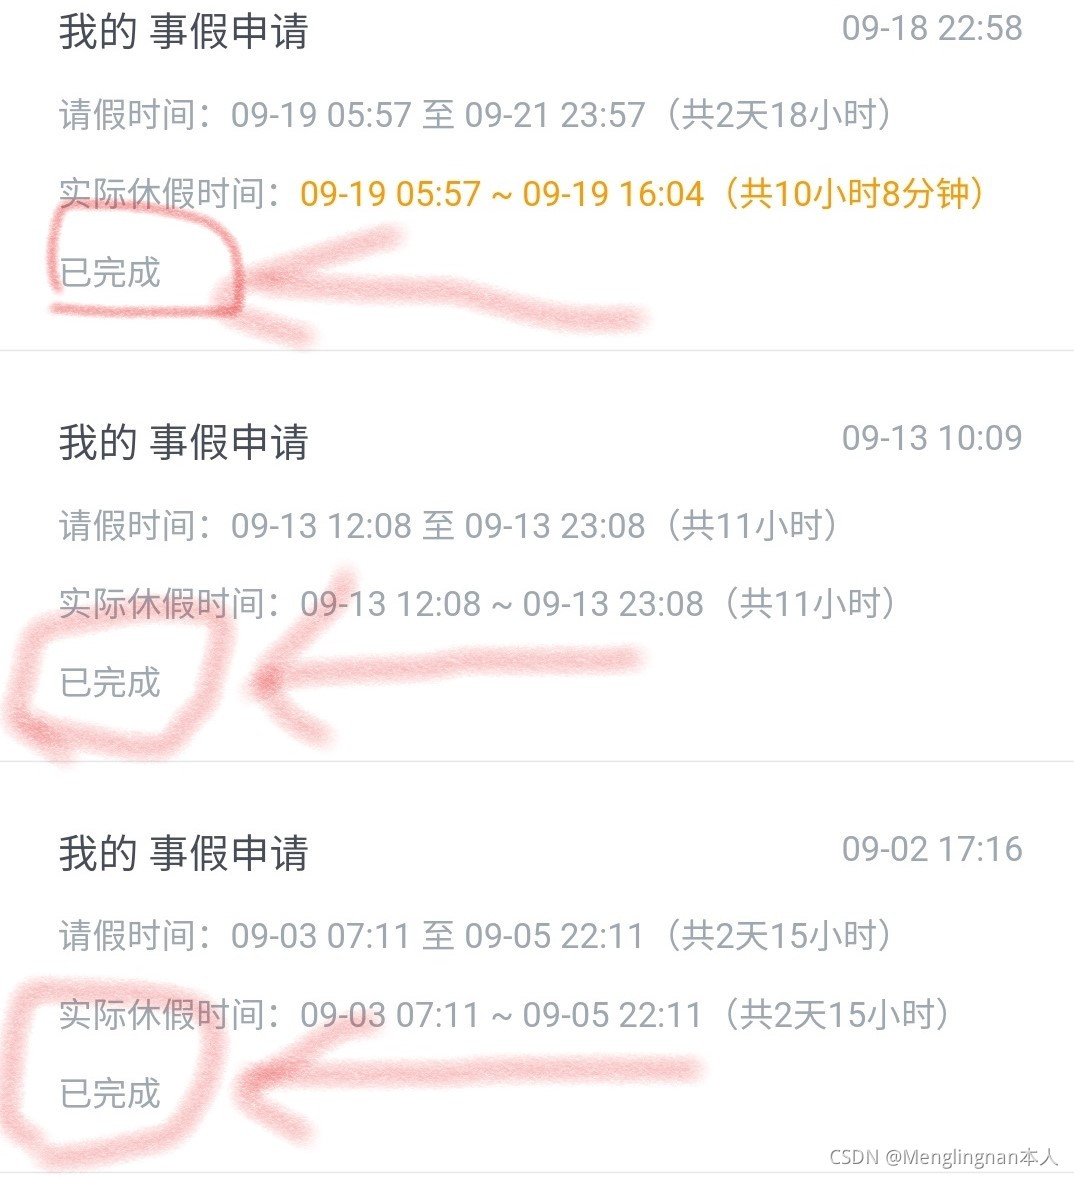 我的 事假申请
09-18 22:58
请假时间：09-19 05:57 至 09-21 23:57（共2天18小时）
实际休假时间：09-19 05:57 ~ 09-19 16:04（共10小时8分钟）
已完成
我的 事假申请
09-13 10:09
请假时间：09-13 12:08 至 09-13 23:08（共11小时）
实际休假时间：09-13 12:08 ~ 09-13 23:08（共11小时）
已完成
我的 事假申请
09-02 17:16
请假时间：09-03 07:11 至 09-05 22:11（共2天15小时）
实际休假时间：09-03 07:11 ~ 09-05 22:11（共2天15小时）
已完成
CSDN @Menglingnan本人